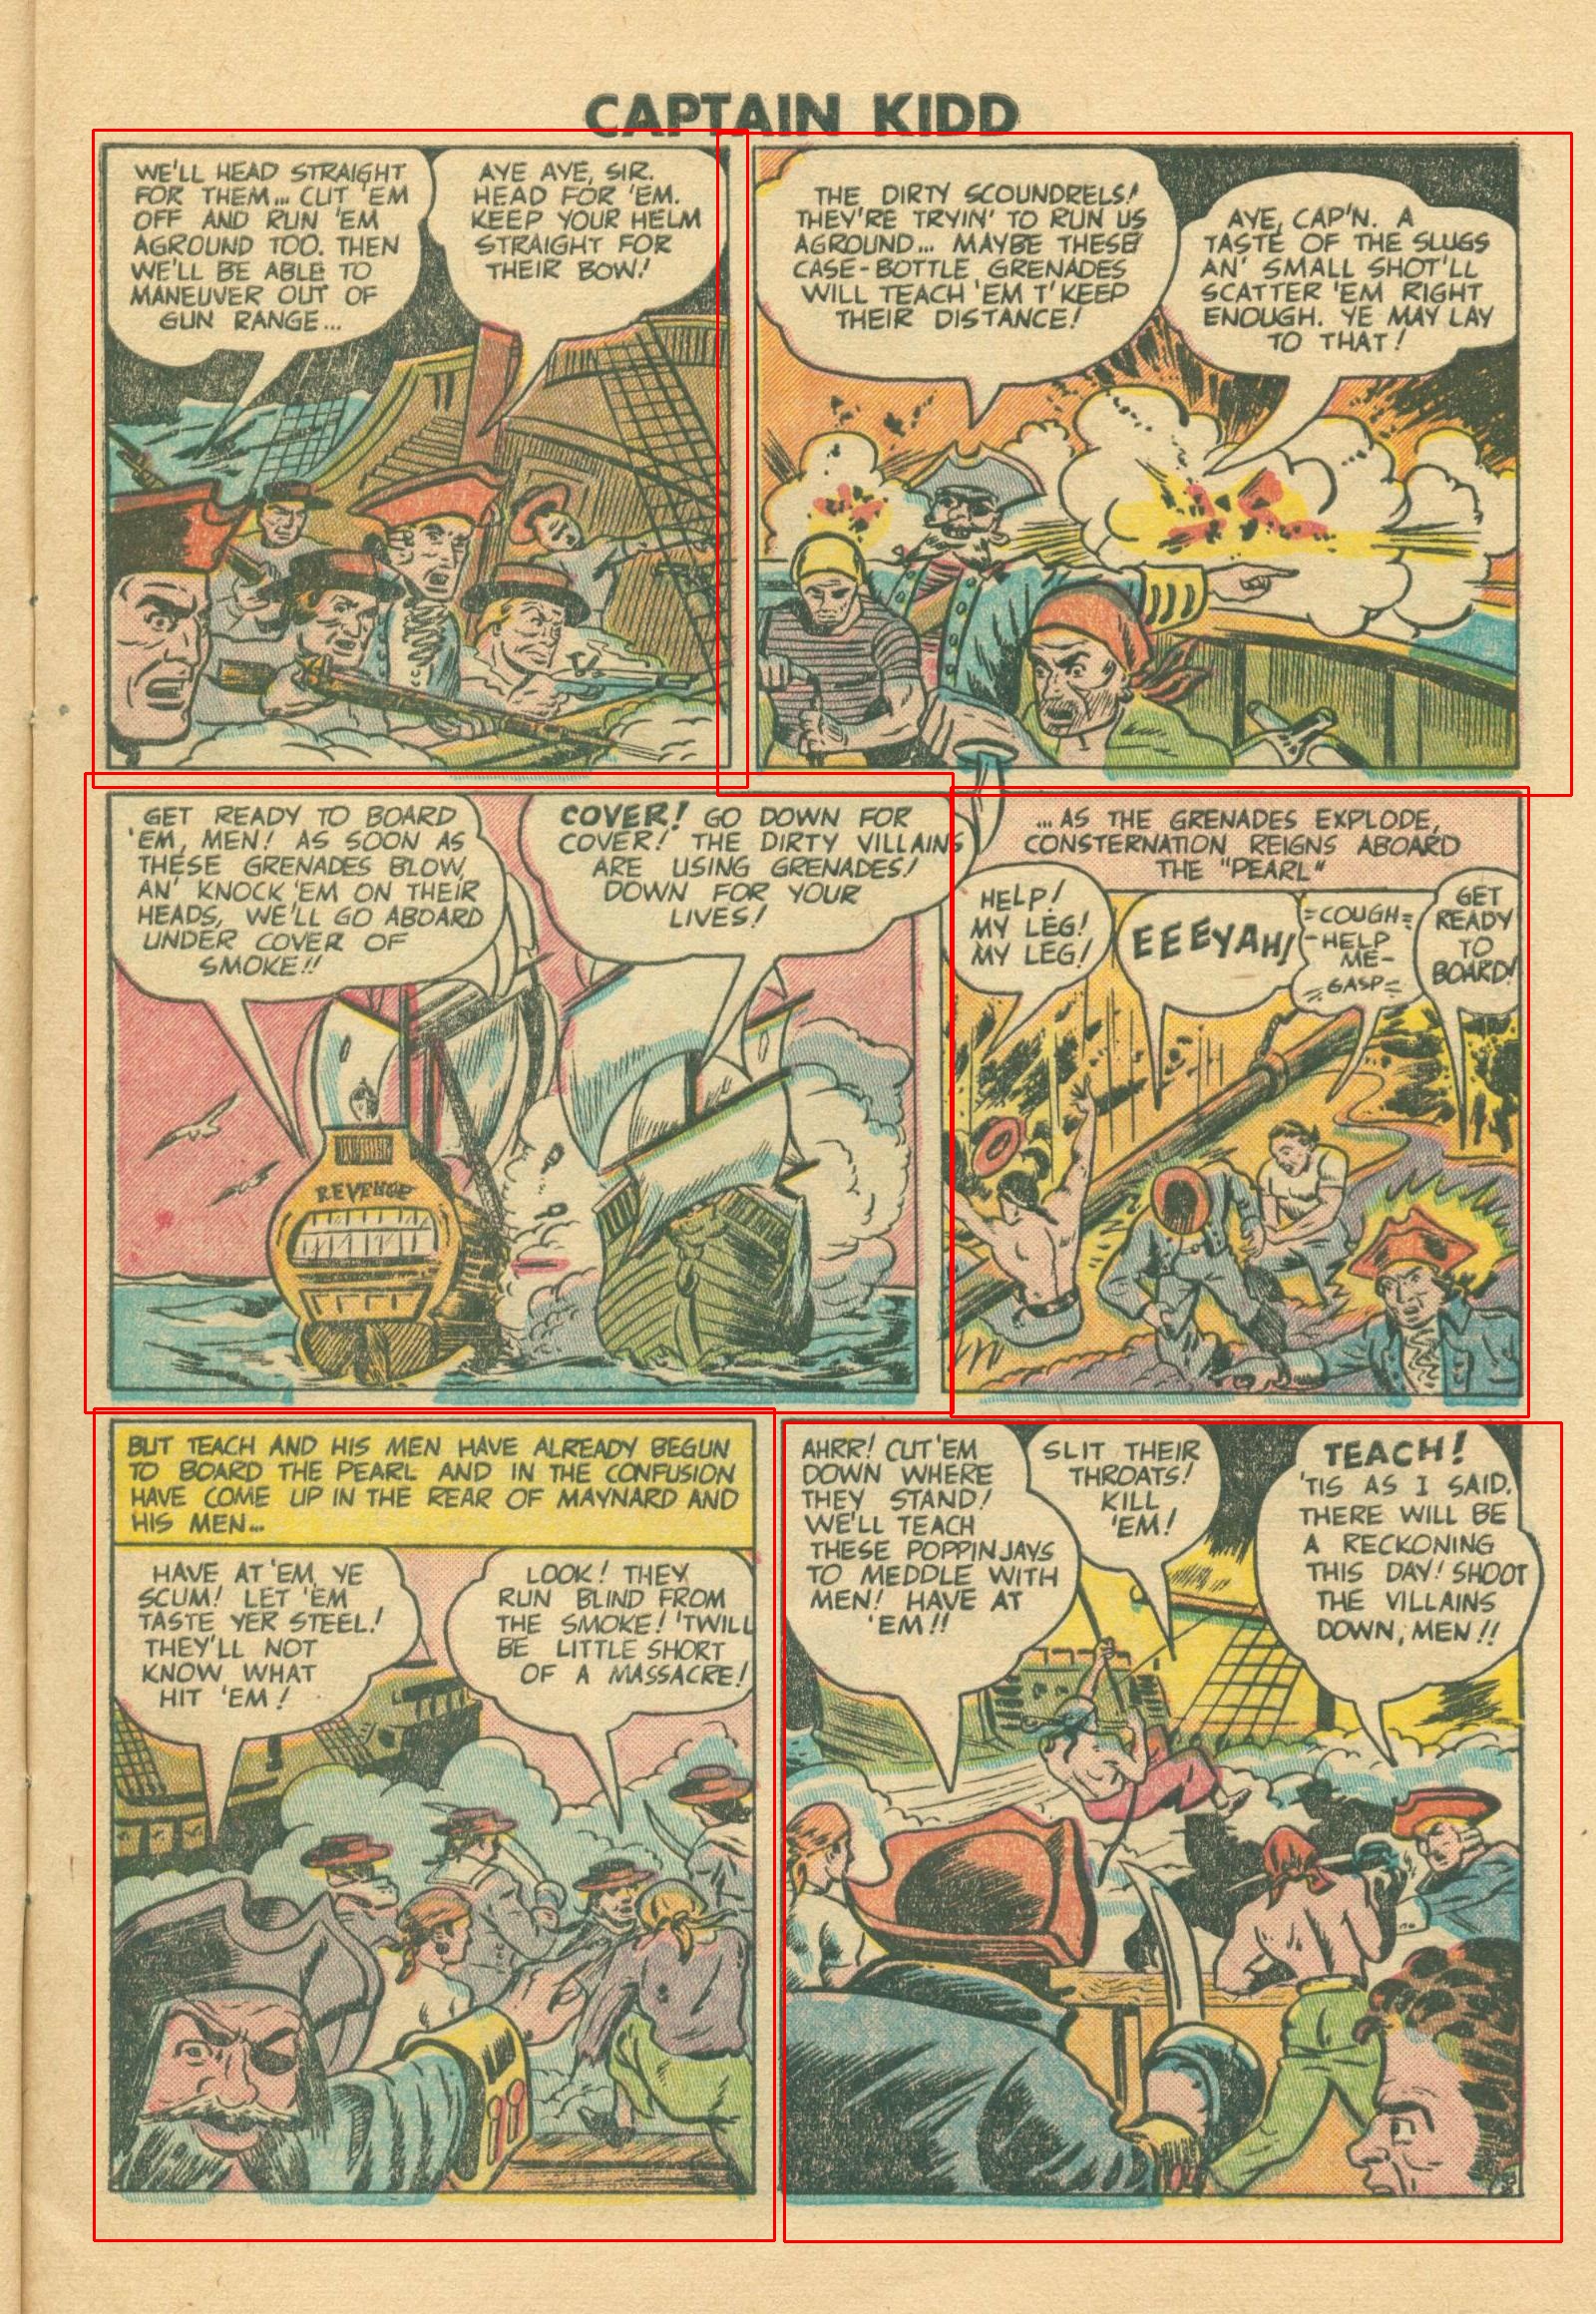 CAPTAIN KIDD
WE'LL HEAD STRAIGHT
FOR THEM... CUT 'EM
OFF AND RUN 'EM
AGROUND TOO. THEN
WE'LL BE ABLE TO
MANEUVER OUT OF
GUN RANGE...
AYE AYE, SIR.
HEAD FOR 'EM.
KEEP YOUR HELM
STRAIGHT FOR
THEIR BOW!
THE DIRTY SCOUNDRELS!
THEY'RE TRYIN' TO RUN US
AGROUND... MAYBE THESE
CASE-BOTTLE GRENADES
WILL TEACH 'EM T' KEEP
THEIR DISTANCE!
AYE, CAP'N. A
TASTE OF THE SLUGS
AN' SMALL SHOT'LL
SCATTER 'EM RIGHT
ENOUGH. YE MAY LAY
TO THAT!
GET READY TO BOARD
'EM, MEN! AS SOON AS
THESE GRENADES BLOW,
AN' KNOCK 'EM ON THEIR
HEADS, WE'LL GO ABOARD
UNDER COVER OF
SMOKE!!
COVER! GO DOWN FOR
COVER! THE DIRTY VILLAINS
ARE USING GRENADES!
DOWN FOR YOUR
LIVES!
REVENGE
...AS THE GRENADES EXPLODE,
CONSTERNATION REIGNS ABOARD
THE "PEARL"
HELP!
MY LEG!
MY LEG!
EEEYAH!
=COUGH=
-HELP
ME-
=GASP=
GET
READY
TO
BOARD!
BUT TEACH AND HIS MEN HAVE ALREADY BEGUN
TO BOARD THE PEARL AND IN THE CONFUSION
HAVE COME UP IN THE REAR OF MAYNARD AND
HIS MEN...
HAVE AT 'EM, YE
SCUM! LET 'EM
TASTE YER STEEL!
THEY'LL NOT
KNOW WHAT
HIT 'EM!
LOOK! THEY
RUN BLIND FROM
THE SMOKE! 'TWILL
BE LITTLE SHORT
OF A MASSACRE!
AHRR! CUT 'EM
DOWN WHERE
THEY STAND!
WE'LL TEACH
THESE POPPINJAYS
TO MEDDLE WITH
MEN! HAVE AT
'EM!!
SLIT THEIR
THROATS!
KILL
'EM!
TEACH!
'TIS AS I SAID.
THERE WILL BE
A RECKONING
THIS DAY! SHOOT
THE VILLAINS
DOWN, MEN!!